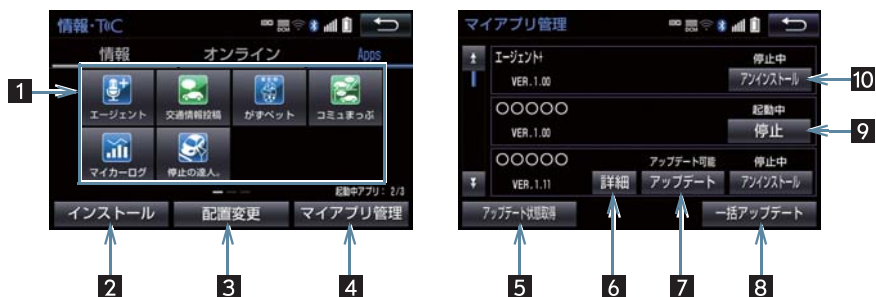 情報・TのC
情報 オンライン Apps
1
エージェント 交通情報投稿 がずペット コミュまっぷ
マイカーログ 停止の達人。
起動中アプリ: 2/3
インストール 配置変更 マイアプリ管理
2 3 4
マイアプリ管理
エージェント+ 停止中
VER.1.00 アンインストール 10
○○○○○ 起動中
VER.1.00 停止 9
○○○○○ アップデート可能 停止中
VER.1.11 詳細 アップデート アンインストール
アップデート状態取得 一括アップデート
5 6 7 8